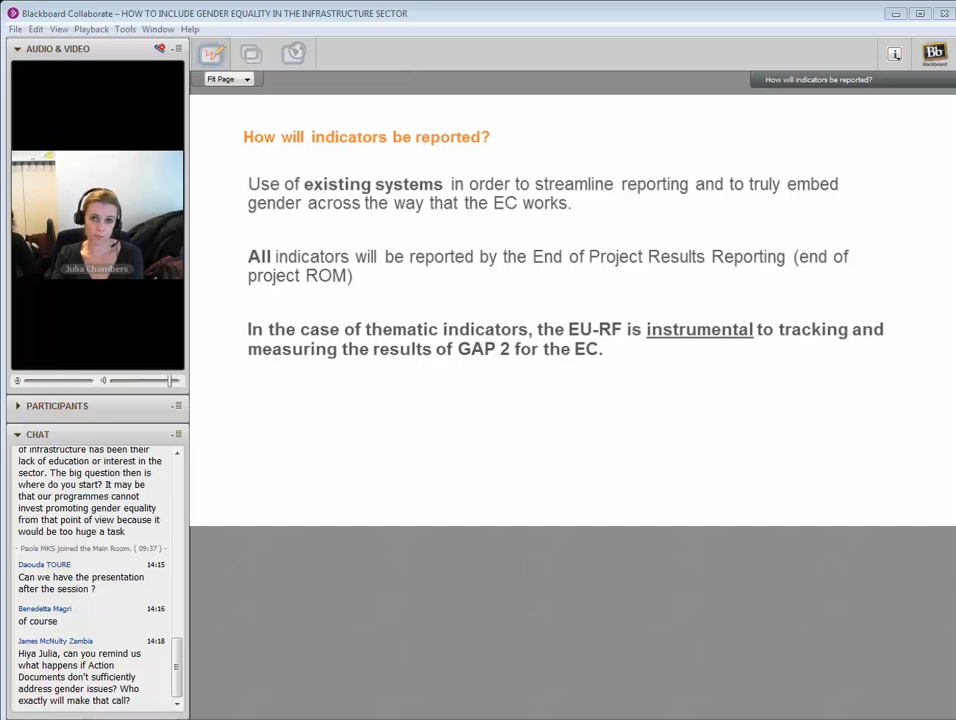 Blackboard Collaborate – HOW TO INCLUDE GENDER EQUALITY IN THE INFRASTRUCTURE SECTOR
File Edit View Playback Tools Window Help
AUDIO & VIDEO
Julia Chambers
PARTICIPANTS
CHAT
of infrastructure has been their
lack of education or interest in the
sector. The big question then is
where do you start? It may be
that our programmes cannot
invest promoting gender equality
from that point of view because it
would be too huge a task
- Paola MKS joined the Main Room. ( 09:37 ) -
Daouda TOURE 14:15
Can we have the presentation
after the session ?
Benedetta Magri 14:16
of course
James McNulty Zambia 14:18
Hiya Julia, can you remind us
what happens if Action
Documents don't sufficiently
address gender issues? Who
exactly will make that call?
Fit Page
How will indicators be reported?
Bb
Blackboard
How will indicators be reported?
Use of existing systems in order to streamline reporting and to truly embed
gender across the way that the EC works.
All indicators will be reported by the End of Project Results Reporting (end of
project ROM)
In the case of thematic indicators, the EU-RF is instrumental to tracking and
measuring the results of GAP 2 for the EC.